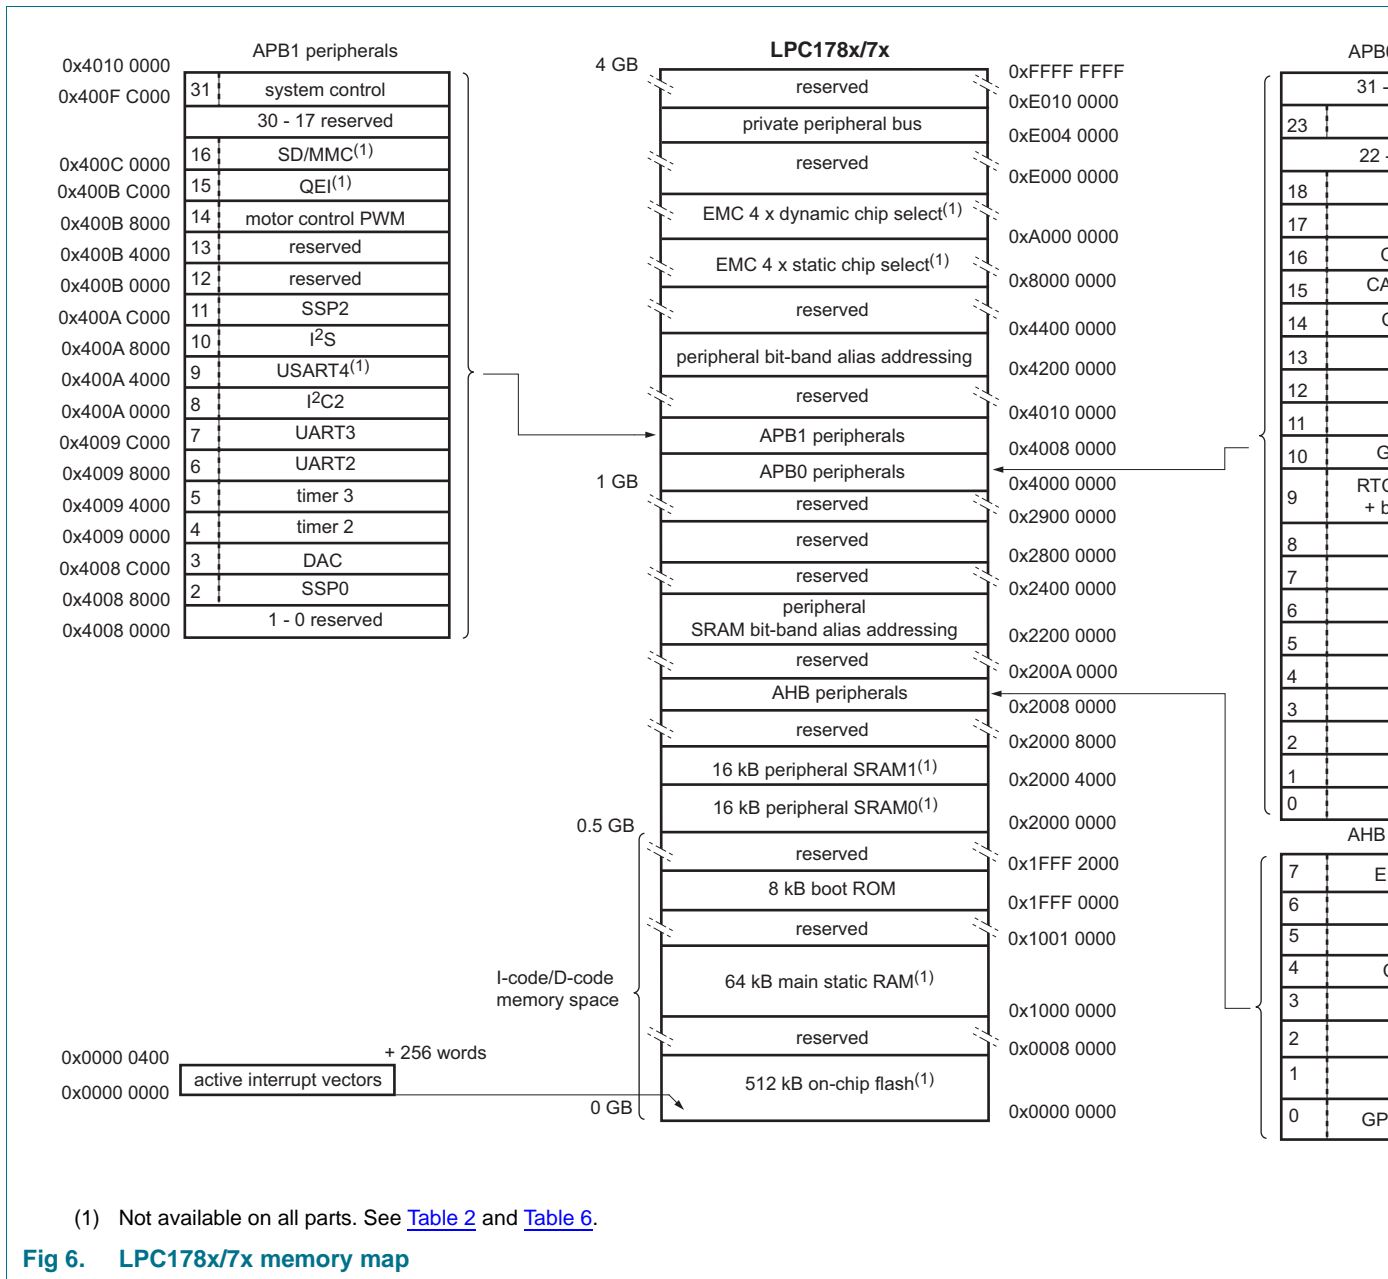 APB1 peripherals
0x4010 0000
31 system control
0x400F C000
30 - 17 reserved
16 SD/MMC(1)
0x400C 0000
15 QEI(1)
0x400B C000
14 motor control PWM
0x400B 8000
13 reserved
0x400B 4000
12 reserved
0x400B 0000
11 SSP2
0x400A C000
10 I2S
0x400A 8000
9 USART4(1)
0x400A 4000
8 I2C2
0x400A 0000
7 UART3
0x4009 C000
6 UART2
0x4009 8000
5 timer 3
0x4009 4000
4 timer 2
0x4009 0000
3 DAC
0x4008 C000
2 SSP0
0x4008 8000
1 - 0 reserved
0x4008 0000
LPC178x/7x
4 GB
0xFFFF FFFF
reserved
0xE010 0000
private peripheral bus
0xE004 0000
reserved
0xE000 0000
EMC 4 x dynamic chip select(1)
0xA000 0000
EMC 4 x static chip select(1)
0x8000 0000
reserved
0x4400 0000
peripheral bit-band alias addressing
0x4200 0000
reserved
0x4010 0000
APB1 peripherals
0x4008 0000
APB0 peripherals
1 GB
0x4000 0000
reserved
0x2900 0000
reserved
0x2800 0000
reserved
0x2400 0000
peripheral
SRAM bit-band alias addressing
0x2200 0000
reserved
0x200A 0000
AHB peripherals
0x2008 0000
reserved
0x2000 8000
16 kB peripheral SRAM1(1)
0x2000 4000
16 kB peripheral SRAM0(1)
0.5 GB
0x2000 0000
reserved
0x1FFF 2000
8 kB boot ROM
0x1FFF 0000
reserved
0x1001 0000
I-code/D-code
memory space
64 kB main static RAM(1)
0x1000 0000
reserved
0x0008 0000
512 kB on-chip flash(1)
0 GB
0x0000 0000
0x0000 0400
+ 256 words
active interrupt vectors
0x0000 0000
31 -
23
22 -
18
17
16
15
14
13
12
11
10
9
8
7
6
5
4
3
2
1
0
AHB
7
6
5
4
3
2
1
0
(1) Not available on all parts. See Table 2 and Table 6.
Fig 6. LPC178x/7x memory map